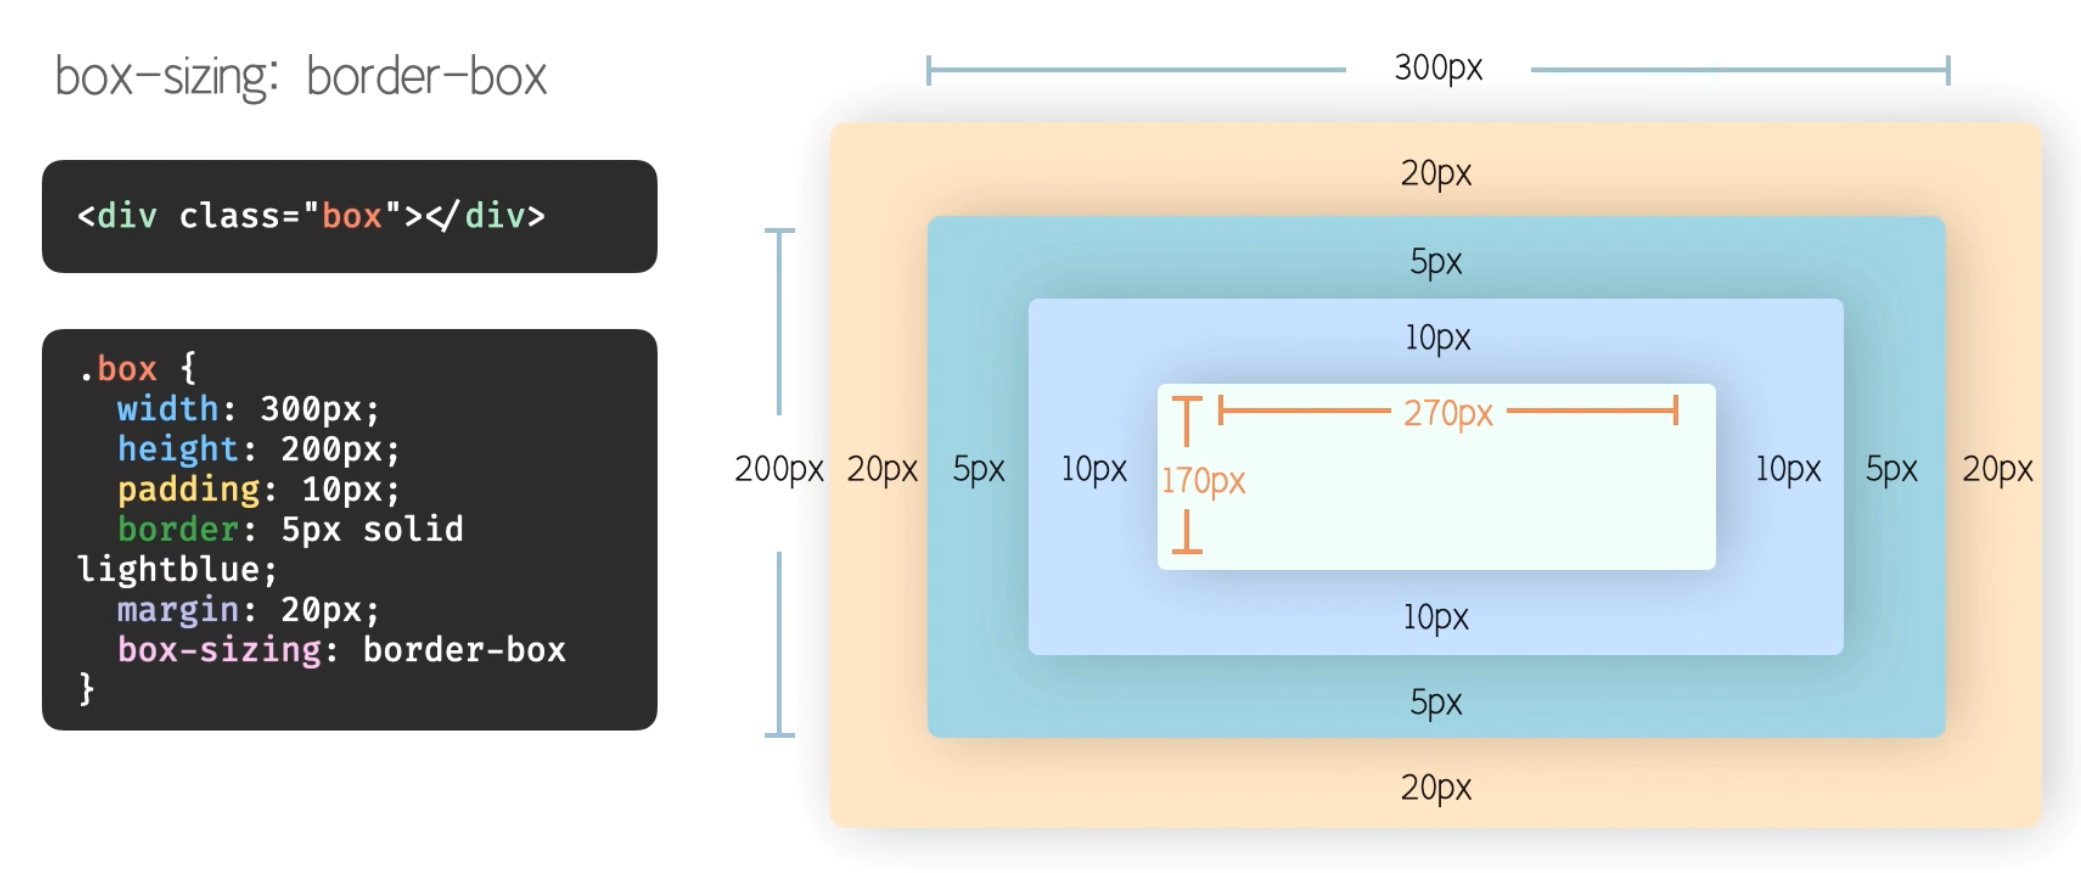 box-sizing: border-box
<div class="box"></div>
.box {
width: 300px;
height: 200px;
padding: 10px;
border: 5px solid
lightblue;
margin: 20px;
box-sizing: border-box
}
300px
20px
5px
10px
270px
200px 20px 5px 10px 170px 10px 5px 20px
10px
5px
20px